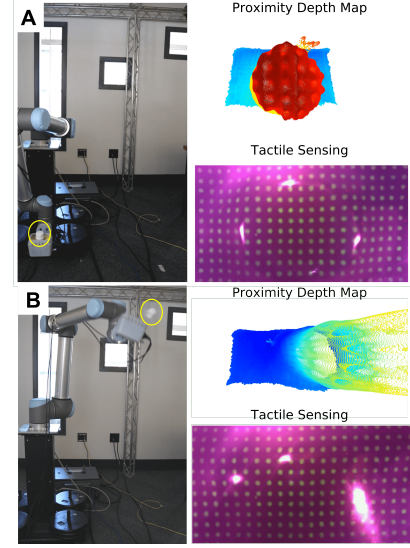 A
Proximity Depth Map
Tactile Sensing
B
Proximity Depth Map
Tactile Sensing